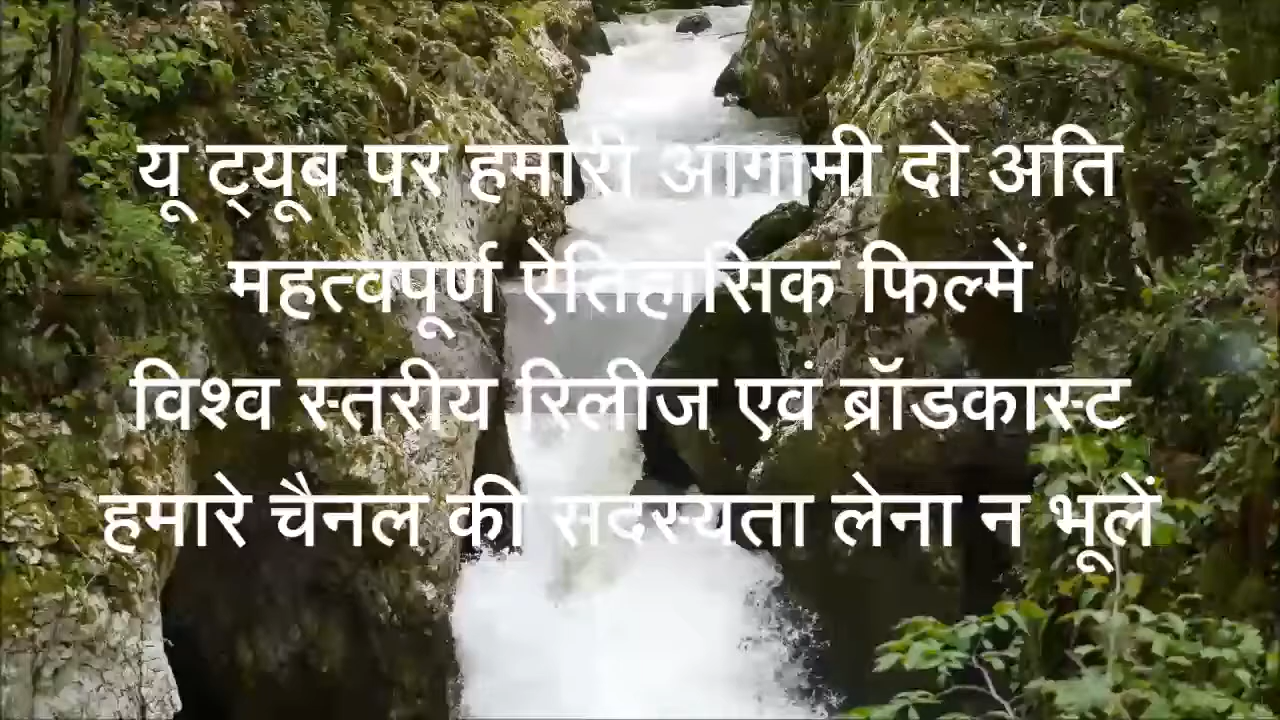 यू ट्यूब पर हमारी आगामी दो अति
महत्वपूर्ण ऐतिहासिक फिल्में
विश्व स्तरीय रिलीज एवं ब्रॉडकास्ट
हमारे चैनल की सदस्यता लेना न भूलें